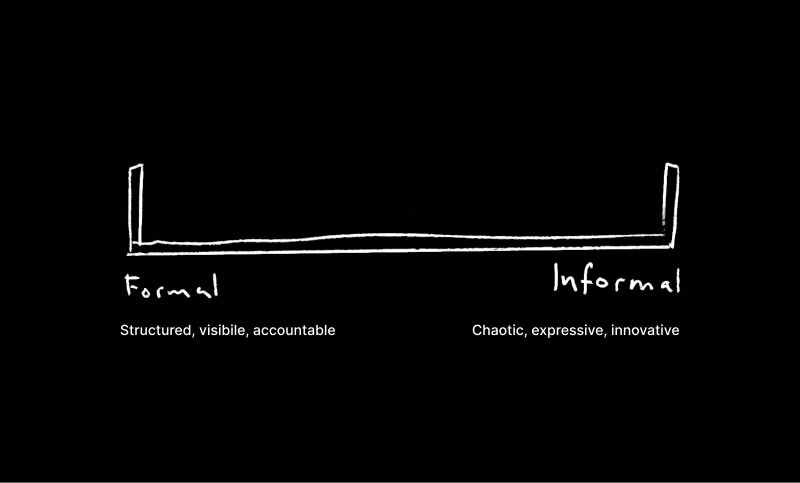 Formal
Informal
Structured, visibile, accountable
Chaotic, expressive, innovative